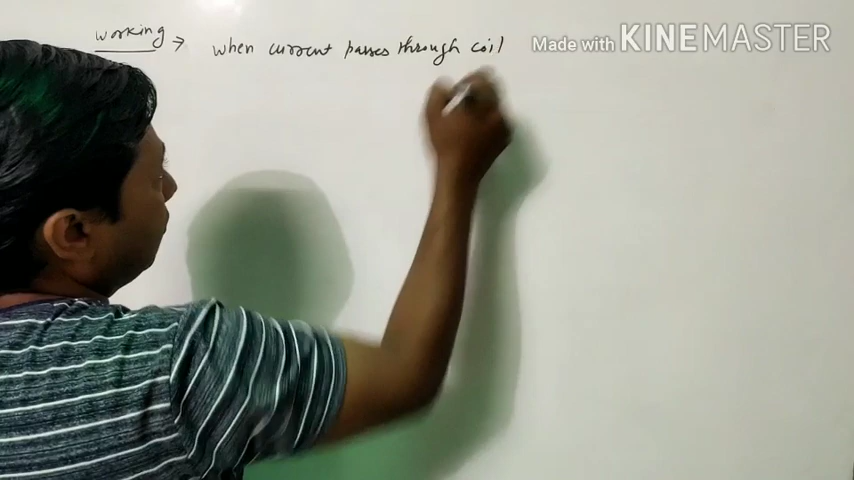 working → when current passes through coil
Made with KINEMASTER